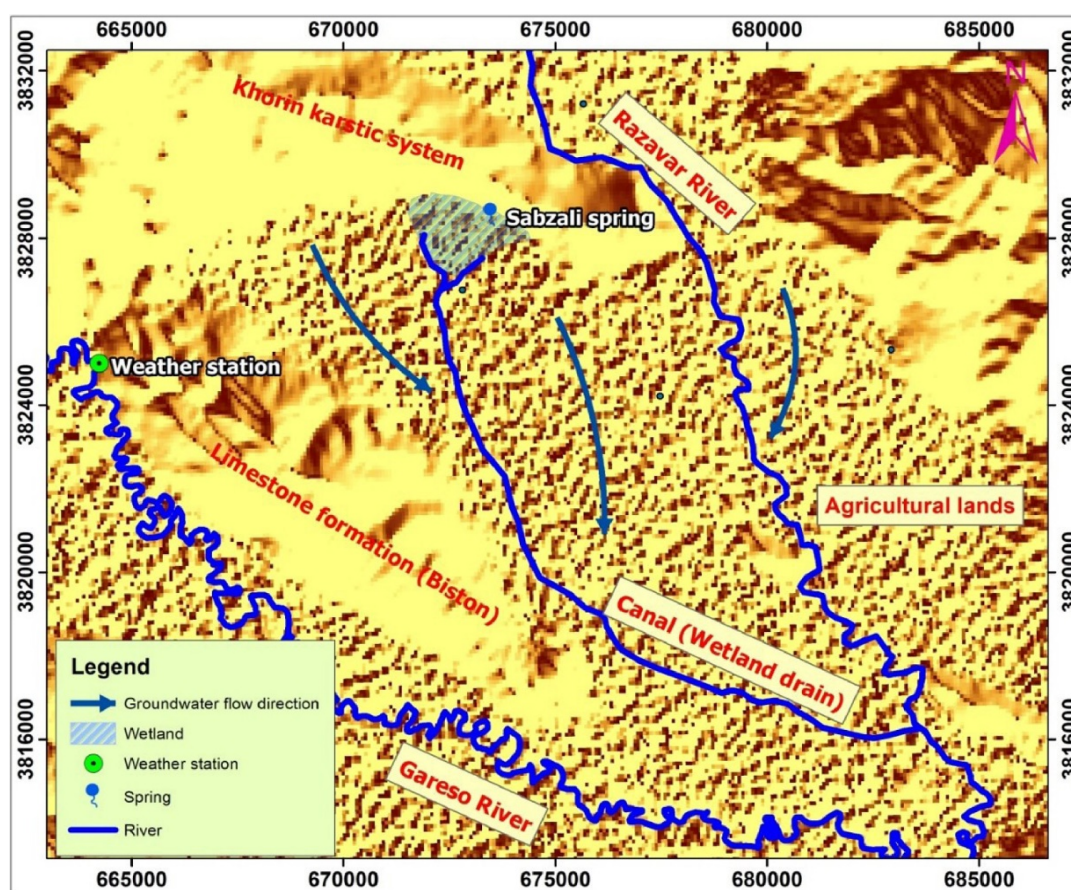 665000 670000 675000 680000 685000
3832000
3832000
N
Khorin karstic system
Razavar River
Sabzali spring
3828000
3828000
Weather station
3824000
3824000
Limestone formation (Biston)
Agricultural lands
3820000
3820000
Canal (Wetland drain)
Legend
Groundwater flow direction
Wetland
Weather station
Spring
River
3816000
3816000
Gareso River
665000 670000 675000 680000 685000